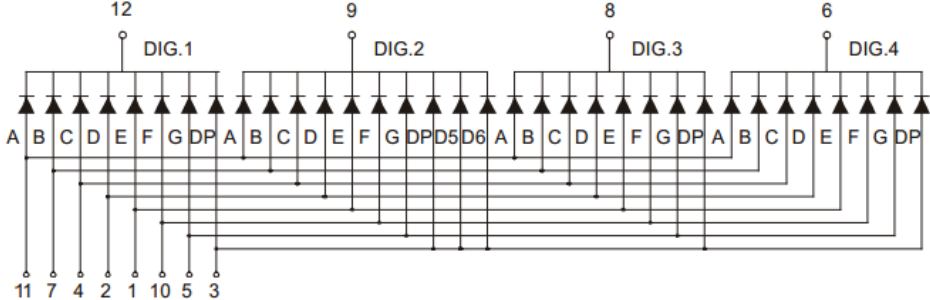 12 9 8 6
DIG.1 DIG.2 DIG.3 DIG.4
A B C D E F G DP A B C D E F G DP D5 D6 A B C D E F G DP A B C D E F G DP
11 7 4 2 1 10 5 3